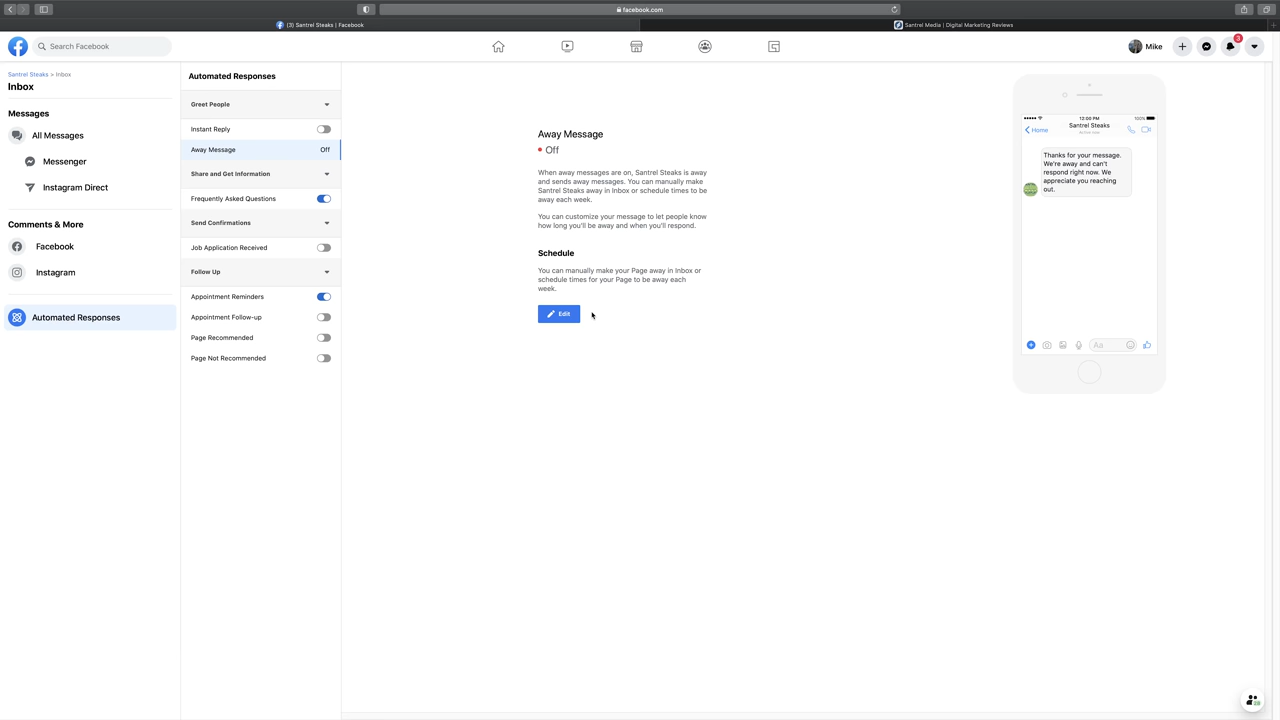 facebook.com
(3) Santrel Steaks | Facebook
Santrel Media | Digital Marketing Reviews
Search Facebook
Mike
3
Santrel Steaks > Inbox
Inbox
Messages
All Messages
Messenger
Instagram Direct
Comments & More
Facebook
Instagram
Automated Responses
Automated Responses
Greet People
Instant Reply
Away Message Off
Share and Get Information
Frequently Asked Questions
Send Confirmations
Job Application Received
Follow Up
Appointment Reminders
Appointment Follow-up
Page Recommended
Page Not Recommended
Away Message
Off
When away messages are on, Santrel Steaks is away
and sends away messages. You can manually make
Santrel Steaks away in Inbox or schedule times to be
away each week.
You can customize your message to let people know
how long you'll be away and when you'll respond.
Schedule
You can manually make your Page away in Inbox or
schedule times for your Page to be away each
week.
Edit
12:00 PM 100%
Home Santrel Steaks
Thanks for your message.
We're away and can't
respond right now. We
appreciate you reaching
out.
Aa